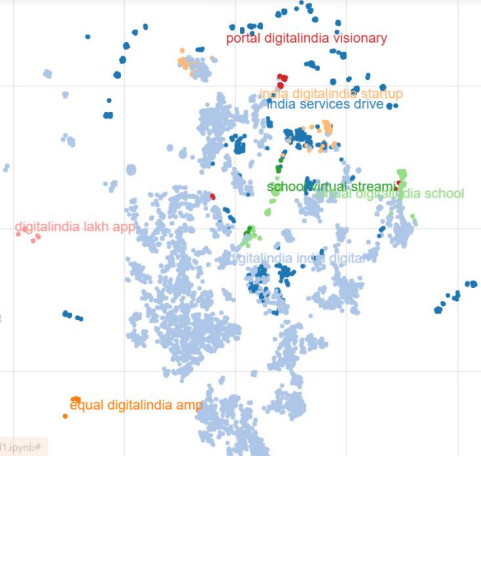 portal digitalindia visionary
india digitalindia startup
india services drive
school virtual stream
digitalindia school
digitalindia lakh app
digitalindia india digital
equal digitalindia amp
1.ipynb#